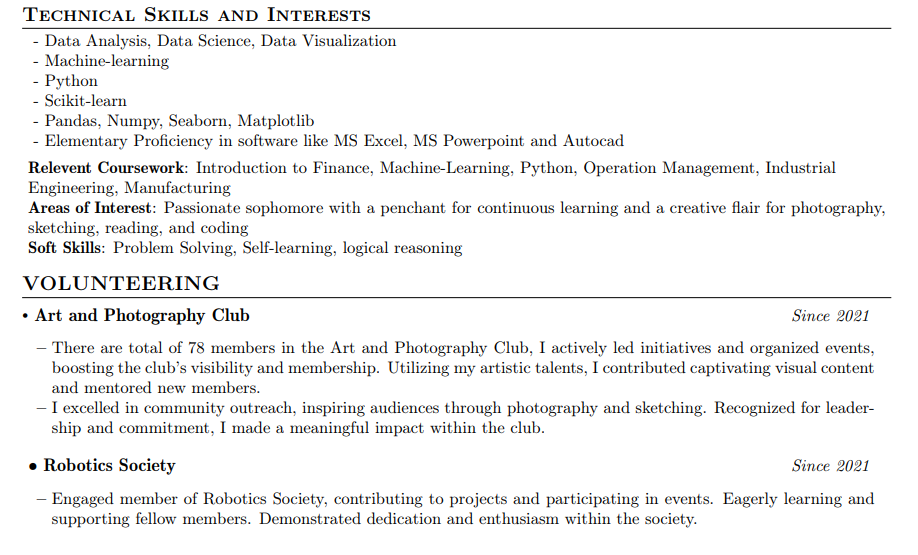 Technical Skills and Interests
- Data Analysis, Data Science, Data Visualization
- Machine-learning
- Python
- Scikit-learn
- Pandas, Numpy, Seaborn, Matplotlib
- Elementary Proficiency in software like MS Excel, MS Powerpoint and Autocad
Relevent Coursework: Introduction to Finance, Machine-Learning, Python, Operation Management, Industrial
Engineering, Manufacturing
Areas of Interest: Passionate sophomore with a penchant for continuous learning and a creative flair for photography,
sketching, reading, and coding
Soft Skills: Problem Solving, Self-learning, logical reasoning
VOLUNTEERING
• Art and Photography Club Since 2021
– There are total of 78 members in the Art and Photography Club, I actively led initiatives and organized events,
boosting the club's visibility and membership. Utilizing my artistic talents, I contributed captivating visual content
and mentored new members.
– I excelled in community outreach, inspiring audiences through photography and sketching. Recognized for leader-
ship and commitment, I made a meaningful impact within the club.
• Robotics Society Since 2021
– Engaged member of Robotics Society, contributing to projects and participating in events. Eagerly learning and
supporting fellow members. Demonstrated dedication and enthusiasm within the society.